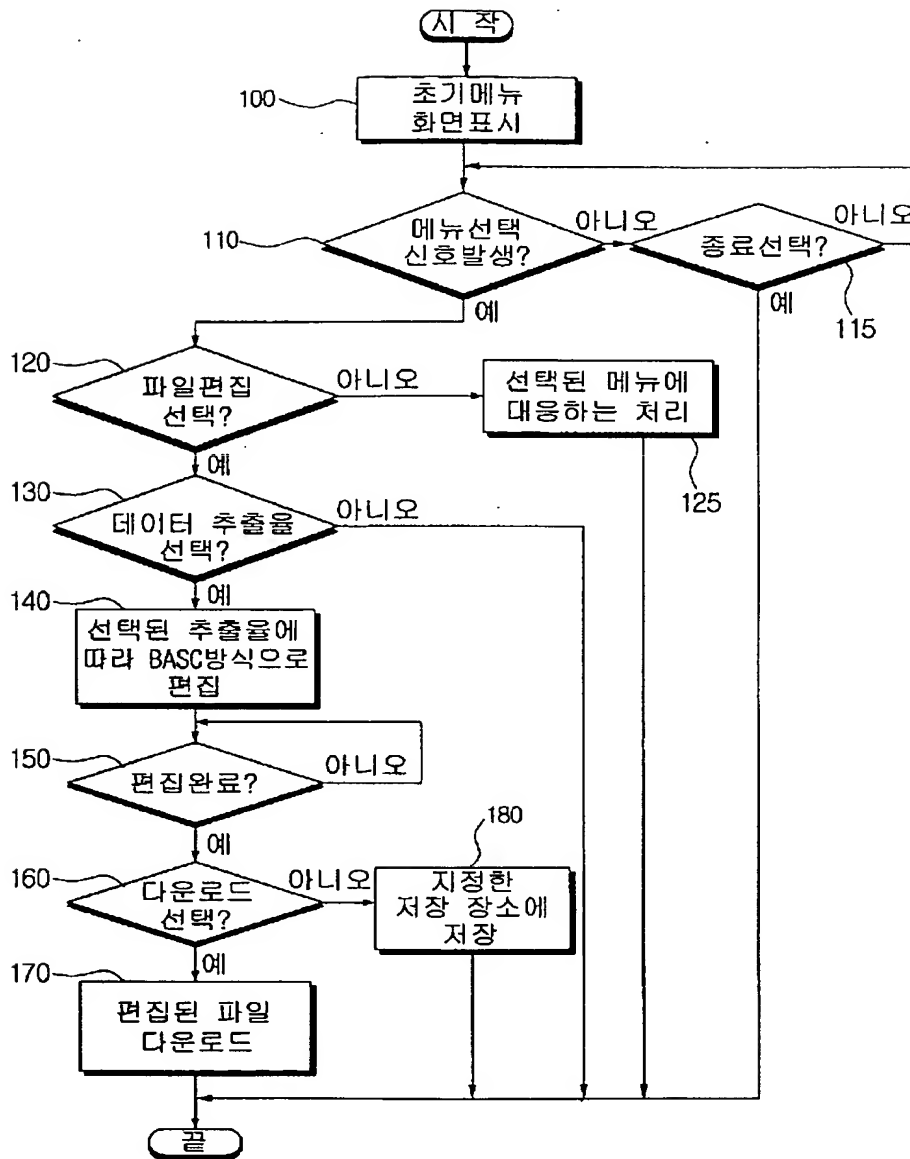 시 작
100
초기메뉴
화면표시
110
메뉴선택
신호발생?
아니오
종료선택?
아니오
예
예
115
120
파일편집
선택?
아니오
선택된 메뉴에
대응하는 처리
125
예
130
데이터 추출율
선택?
아니오
예
140
선택된 추출율에
따라 BASC방식으로
편집
150
편집완료?
아니오
예
160
다운로드
선택?
아니오
180
지정한
저장 장소에
저장
예
170
편집된 파일
다운로드
끝